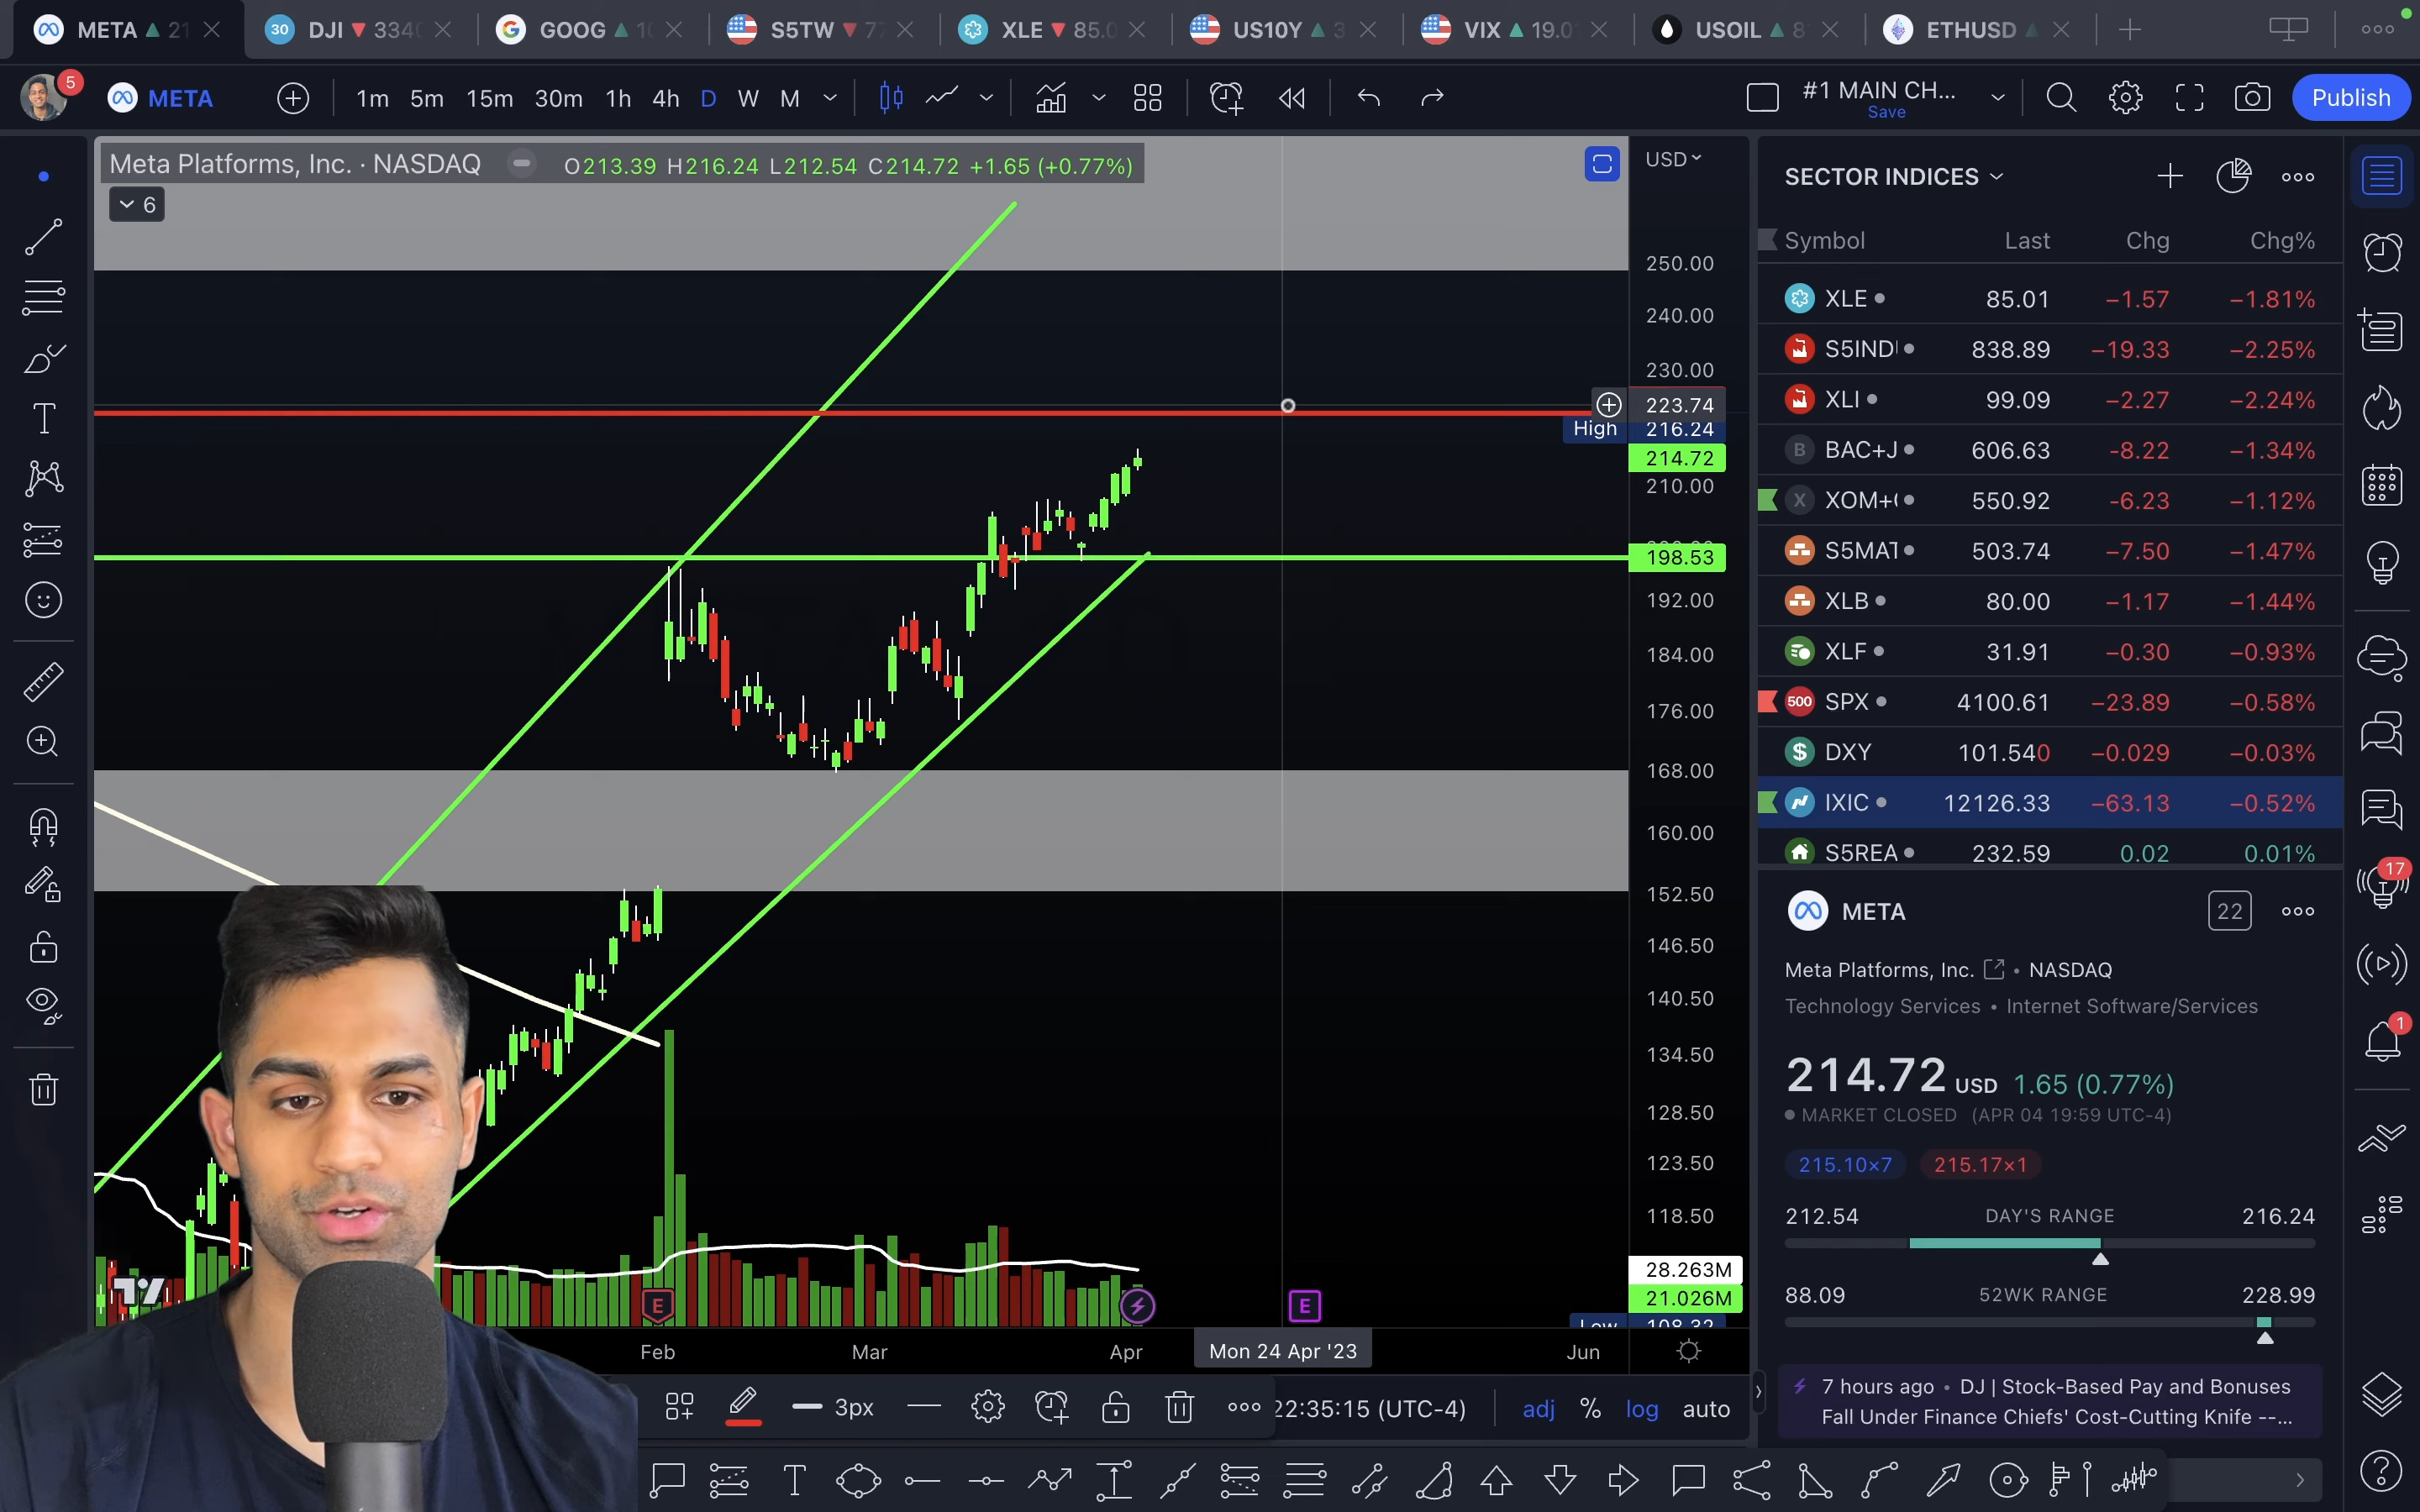 META 21 DJI 3340 GOOG 10 S5TW 77 XLE 85.0 US10Y 3 VIX 19.0 USOIL 8 ETHUSD
5 META 1m 5m 15m 30m 1h 4h D W M #1 MAIN CH... Save Publish
Meta Platforms, Inc. · NASDAQ O213.39 H216.24 L212.54 C214.72 +1.65 (+0.77%)
6
USD
250.00
240.00
230.00
223.74
High 216.24
214.72
210.00
198.53
192.00
184.00
176.00
168.00
160.00
152.50
146.50
140.50
134.50
128.50
123.50
118.50
28.263M
21.026M
Low 108.32
E
E
Feb Mar Apr Mon 24 Apr '23 Jun
3px 22:35:15 (UTC-4) adj % log auto
SECTOR INDICES
Symbol Last Chg Chg%
XLE 85.01 −1.57 −1.81%
S5IND 838.89 −19.33 −2.25%
XLI 99.09 −2.27 −2.24%
B BAC+J 606.63 -8.22 −1.34%
X XOM+ 550.92 -6.23 −1.12%
S5MAT 503.74 −7.50 −1.47%
XLB 80.00 −1.17 −1.44%
XLF 31.91 −0.30 −0.93%
500 SPX 4100.61 −23.89 −0.58%
$ DXY 101.540 −0.029 −0.03%
IXIC 12126.33 −63.13 −0.52%
S5REA 232.59 0.02 0.01%
META 22
Meta Platforms, Inc. • NASDAQ
Technology Services • Internet Software/Services
214.72 USD 1.65 (0.77%)
MARKET CLOSED (APR 04 19:59 UTC-4)
215.10×7 215.17×1
212.54 DAY'S RANGE 216.24
88.09 52WK RANGE 228.99
7 hours ago • DJ | Stock-Based Pay and Bonuses
Fall Under Finance Chiefs' Cost-Cutting Knife --...
17
1